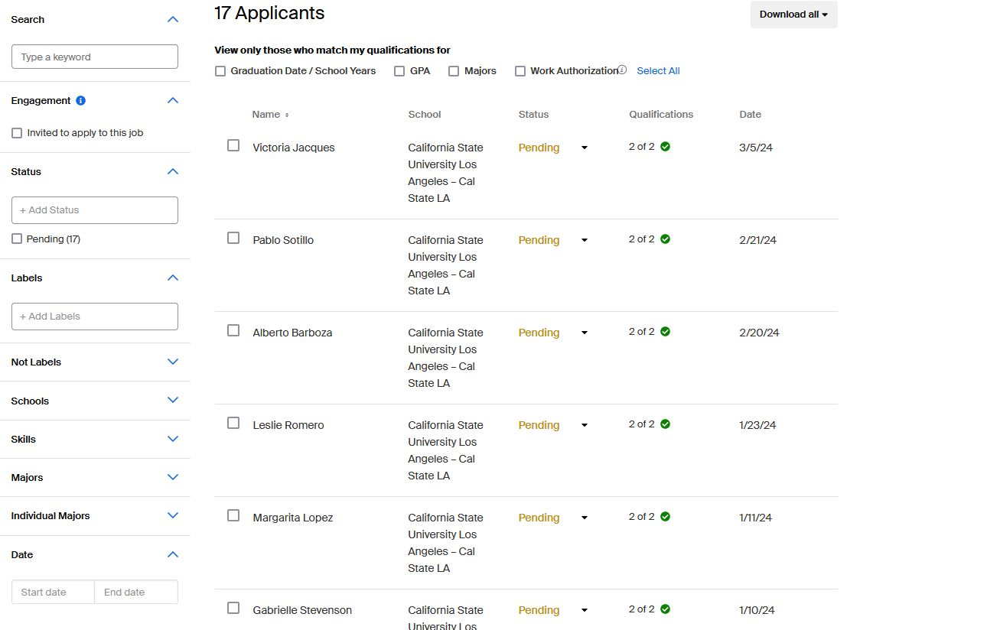 Search
Type a keyword
Engagement
Invited to apply to this job
Status
+ Add Status
Pending (17)
Labels
+ Add Labels
Not Labels
Schools
Skills
Majors
Individual Majors
Date
Start date End date
17 Applicants
Download all
View only those who match my qualifications for
Graduation Date / School Years GPA Majors Work Authorization Select All
Name School Status Qualifications Date
Victoria Jacques California State Pending 2 of 2 3/5/24
University Los
Angeles – Cal
State LA
Pablo Sotillo California State Pending 2 of 2 2/21/24
University Los
Angeles – Cal
State LA
Alberto Barboza California State Pending 2 of 2 2/20/24
University Los
Angeles – Cal
State LA
Leslie Romero California State Pending 2 of 2 1/23/24
University Los
Angeles – Cal
State LA
Margarita Lopez California State Pending 2 of 2 1/11/24
University Los
Angeles – Cal
State LA
Gabrielle Stevenson California State Pending 2 of 2 1/10/24
University Los